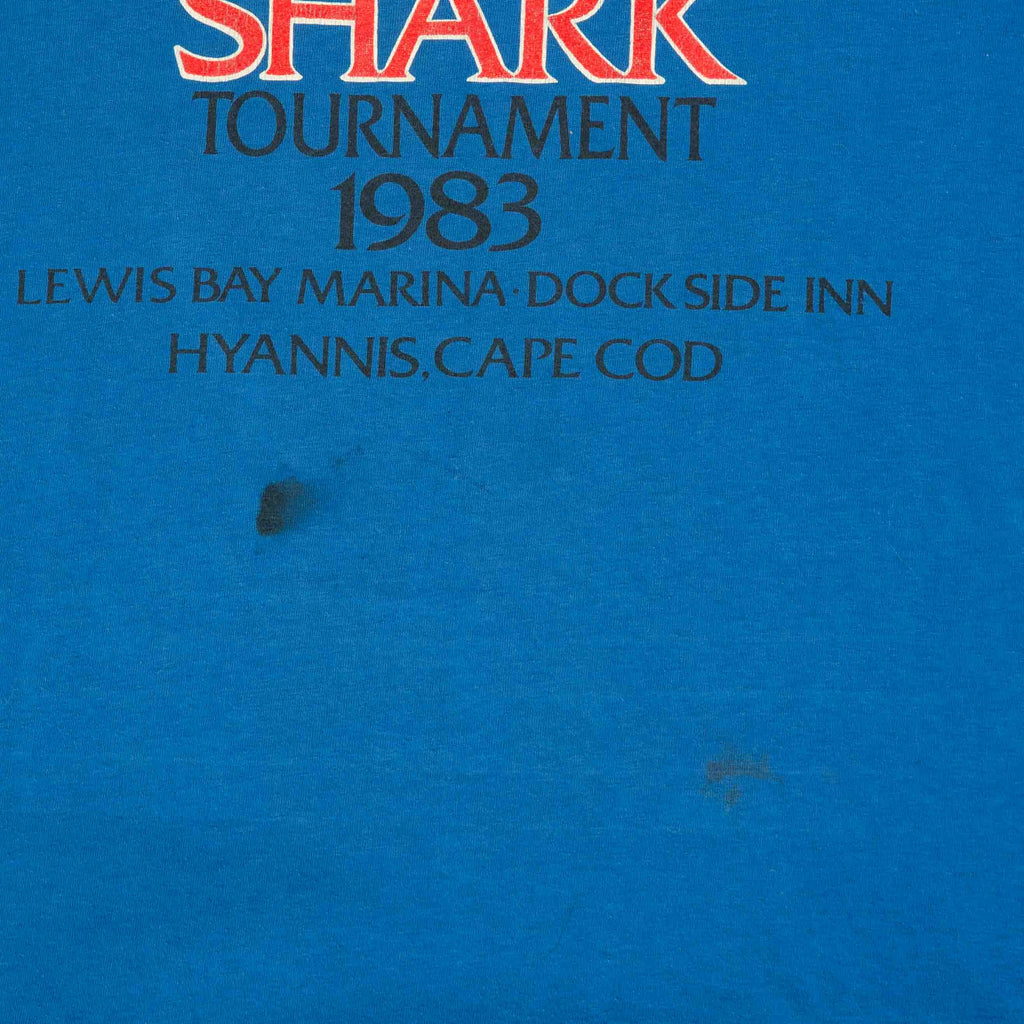 SHARK
TOURNAMENT
1983
LEWIS BAY MARINA · DOCK SIDE INN
HYANNIS, CAPE COD